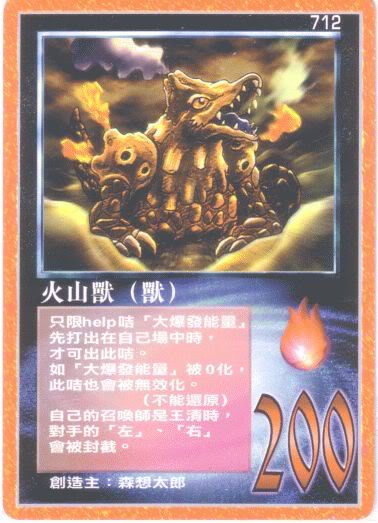 712
火山獸（獸）
只限help咭「大爆發能量」
先打出在自己場中時，
才可出此咭。
如「大爆發能量」被0化，
此咭也會被無效化。
（不能還原）
自己的召喚師是王湞時，
對手的「左」、「右」
會被封截。
200
創造主：森想太郎